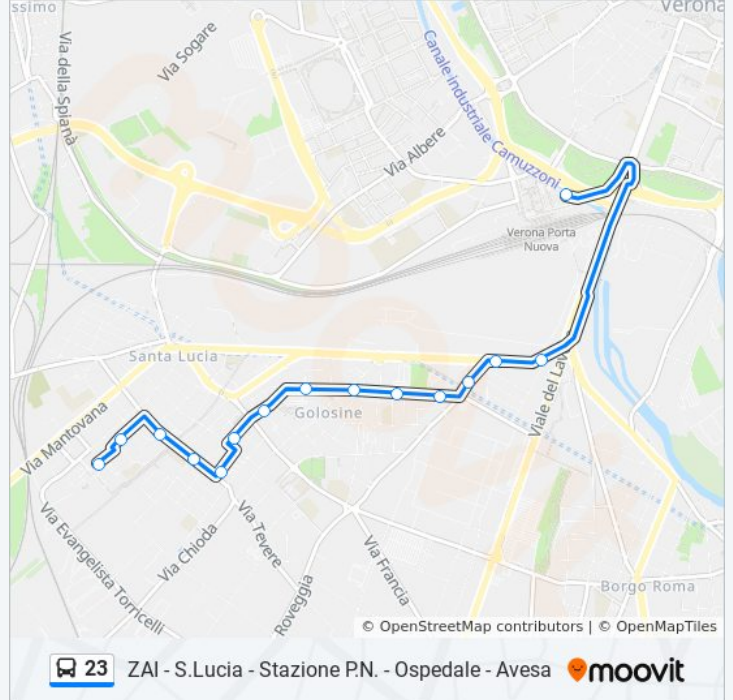 ssimo
Verona
Via della Spianà
Via Sogare
Canale industriale Camuzzoni
Via Albere
Verona Porta
Nuova
Santa Lucia
Golosine
Viale del Lav
Via Mantovana
Via Tevere
Via Chioda
Via Evangelista Torricelli
Via Francia
Roveggia
Borgo Roma
© OpenStreetMap contributors | © OpenMapTiles
23 ZAI - S.Lucia - Stazione P.N. - Ospedale - Avesa
moovit